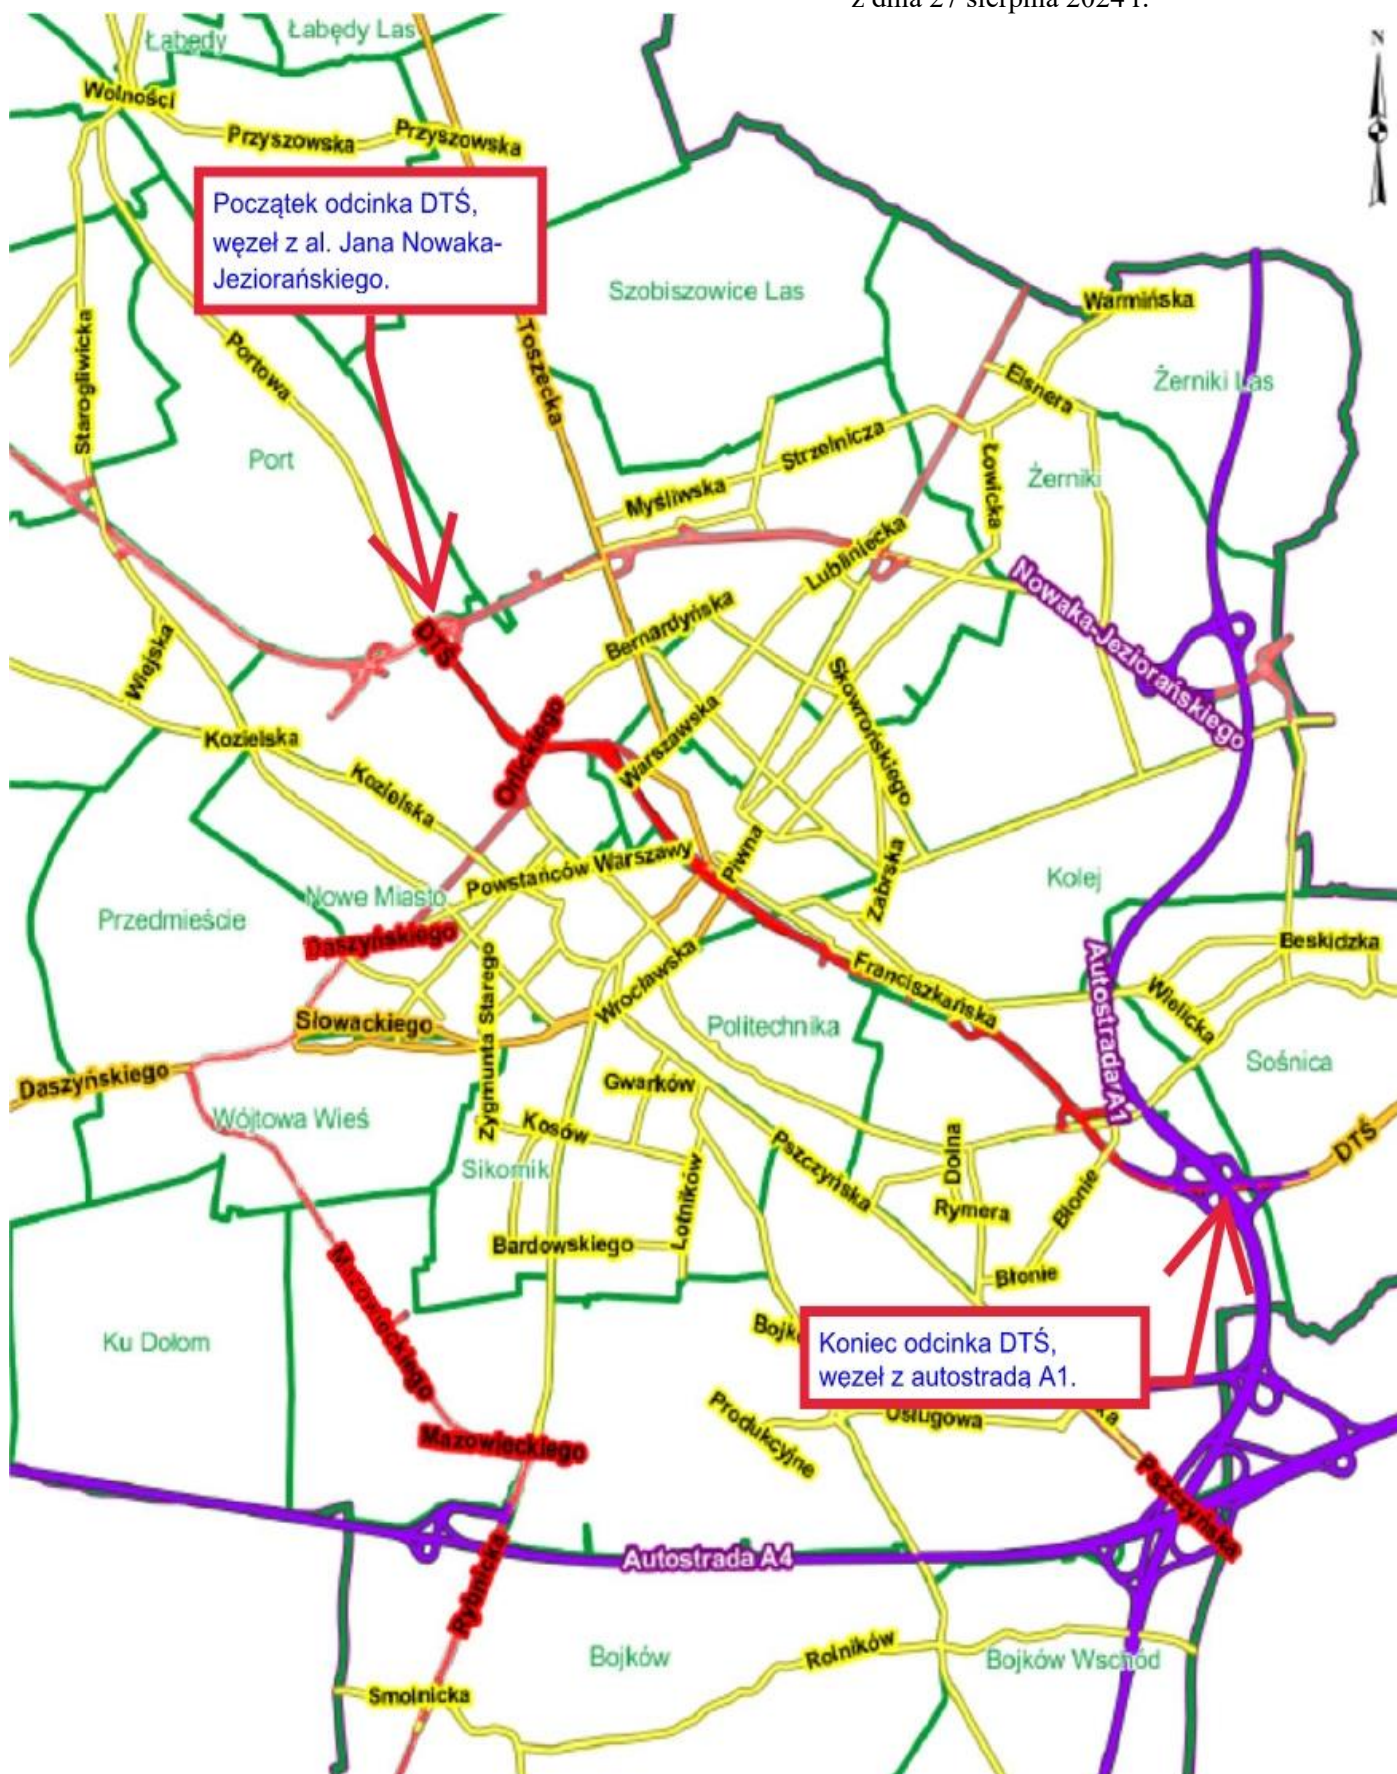 z dnia 27 sierpnia 2024 r.
Łabędy
Łabędy Las
N
Wolności
Przyszowska
Przyszowska
Początek odcinka DTŚ,
węzeł z al. Jana Nowaka-
Jeziorańskiego.
Szobiszowice Las
Warmińska
Starogliwicka
Portowa
Toszecka
Elsnera
Żerniki Las
Port
Strzelnicza
Myśliwska
Łowicka
Żerniki
Lubliniecka
Nowaka-Jeziorańskiego
Bernardyńska
DTŚ
Wiejska
Skowrońskiego
Orlickiego
Warszawska
Kozielska
Kozielska
Piwna
Powstańców Warszawy
Zabrska
Kolej
Nowe Miasto
Przedmieście
Daszyńskiego
Zygmunta Starego
Wrocławska
Franciszkańska
Beskidzka
Autostrada A1
Wielicka
Słowackiego
Politechnika
Sośnica
Daszyńskiego
Gwarków
Wójtowa Wieś
Kosów
Dolna
DTŚ
Pszczyńska
Sikornik
Lotników
Rymera
Błonie
Bardowskiego
Błonie
Mazowieckiego
Ku Dołom
Bojk
Koniec odcinka DTŚ,
węzeł z autostradą A1.
Produkcyjne
Usługowa
ka
Mazowieckiego
Pszczyńska
Autostrada A4
Rybnicka
Bojków
Rolników
Bojków Wschód
Smolnicka